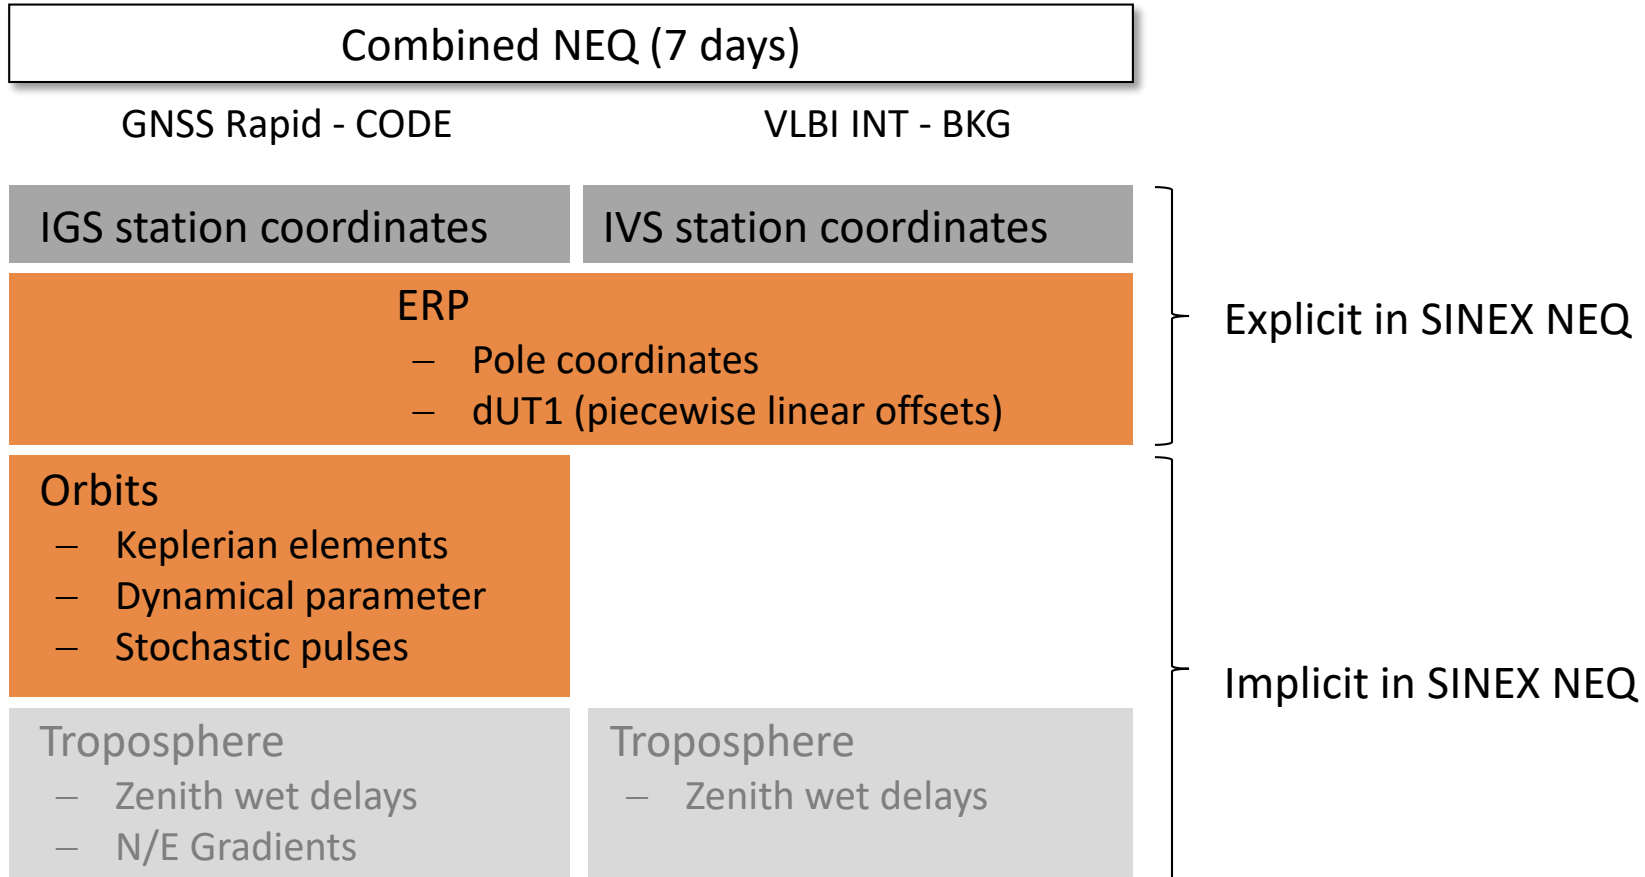 Combined NEQ (7 days)
GNSS Rapid - CODE
VLBI INT - BKG
IGS station coordinates
IVS station coordinates
ERP
– Pole coordinates
– dUT1 (piecewise linear offsets)
Explicit in SINEX NEQ
Orbits
– Keplerian elements
– Dynamical parameter
– Stochastic pulses
Troposphere
– Zenith wet delays
– N/E Gradients
Troposphere
– Zenith wet delays
Implicit in SINEX NEQ